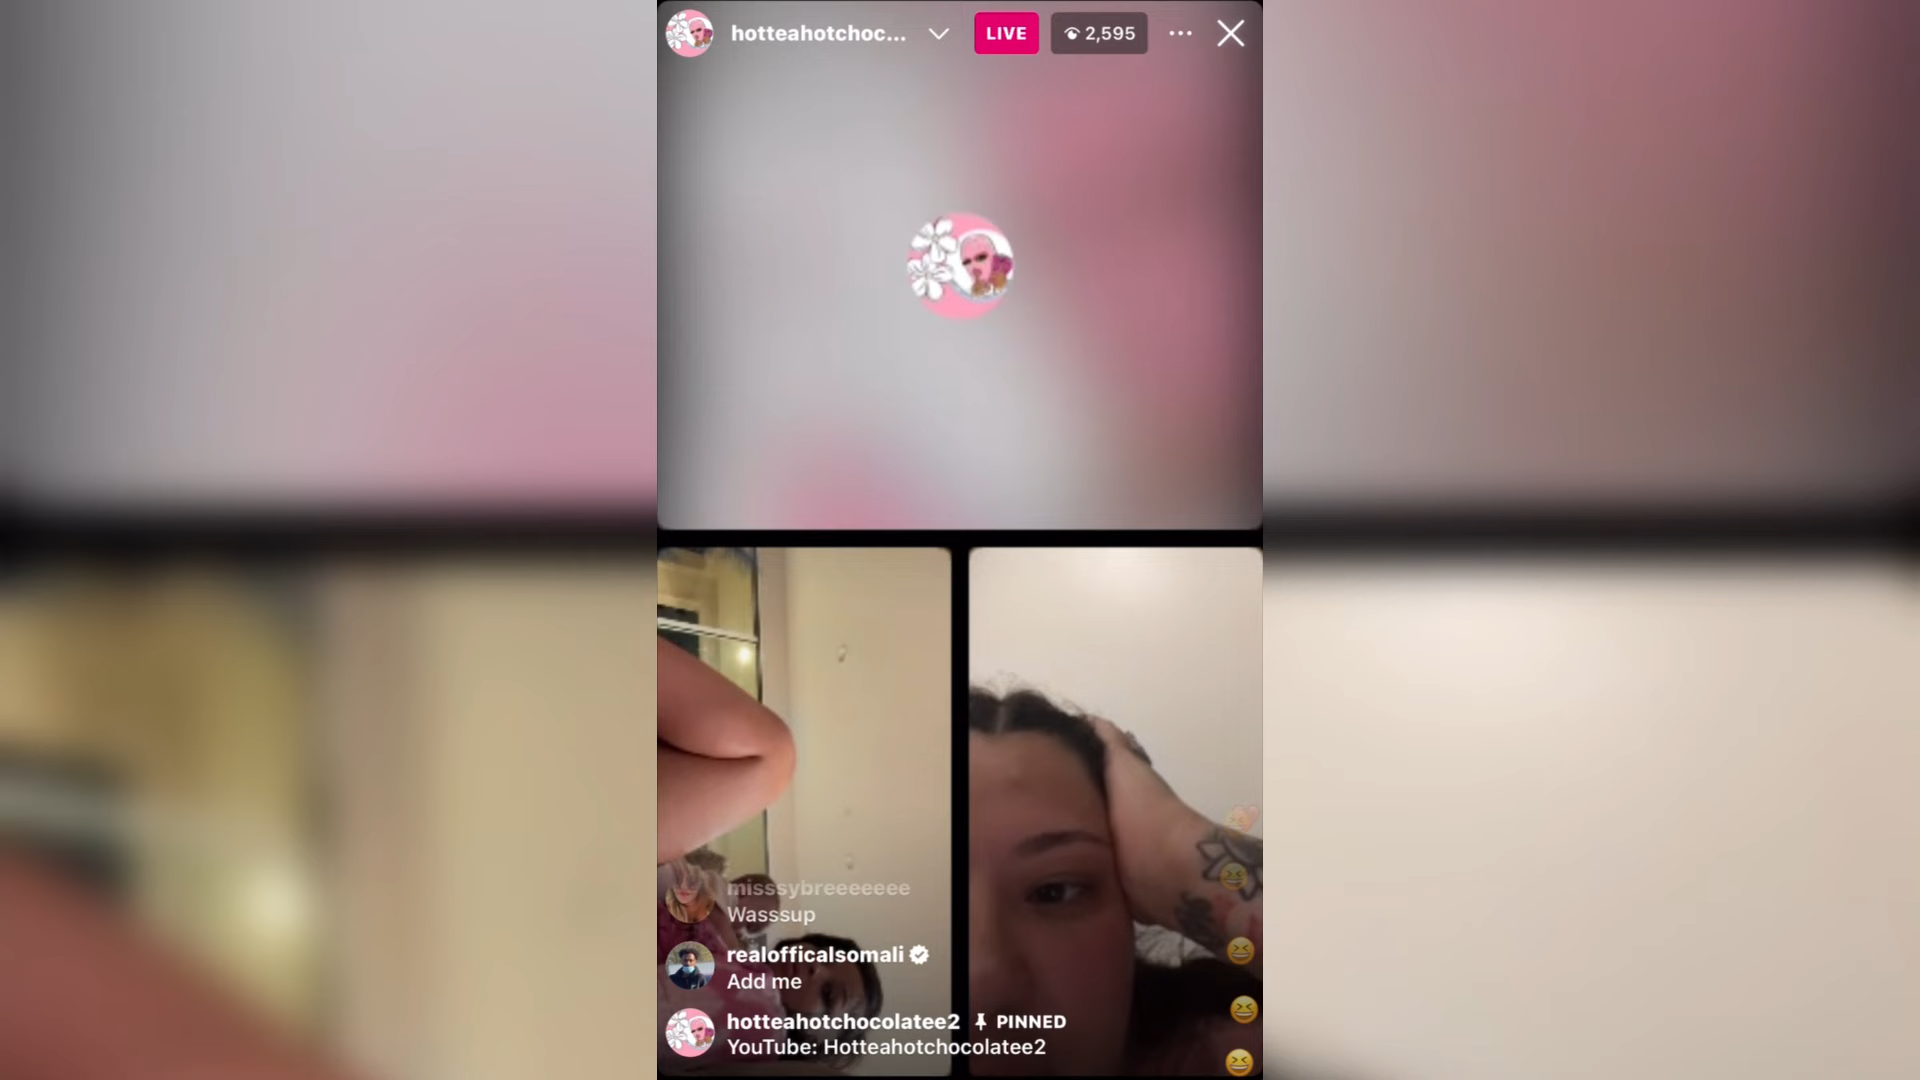 hotteahotchoc...
LIVE
2,595
misssybreeeeeee
Wasssup
realofficalsomali
Add me
hotteahotchocolatee2 PINNED
YouTube: Hotteahotchocolatee2